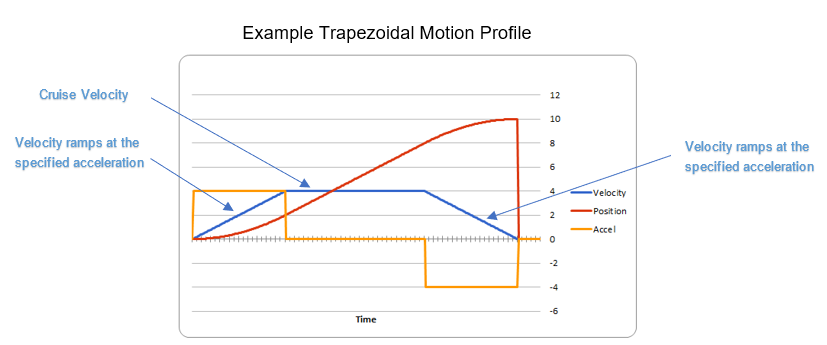 Example Trapezoidal Motion Profile
Cruise Velocity
Velocity ramps at the
specified acceleration
Velocity ramps at the
specified acceleration
12
10
8
6
4
2
0
-2
-4
-6
Velocity
Position
Accel
Time